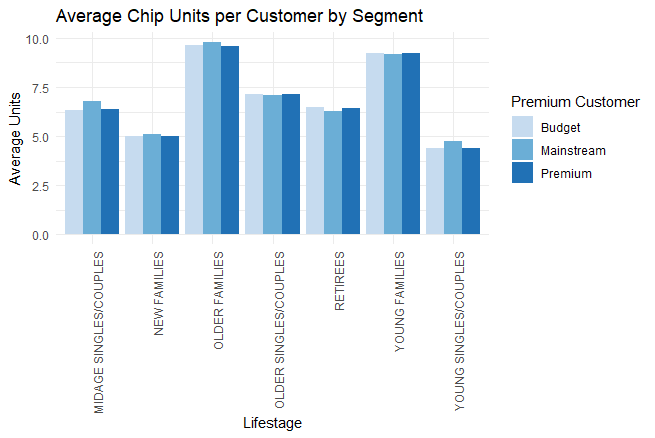 Average Chip Units per Customer by Segment
10.0
7.5
5.0
2.5
0.0
Average Units
MIDAGE SINGLES/COUPLES
NEW FAMILIES
OLDER FAMILIES
OLDER SINGLES/COUPLES
RETIREES
YOUNG FAMILIES
YOUNG SINGLES/COUPLES
Lifestage
Premium Customer
Budget
Mainstream
Premium